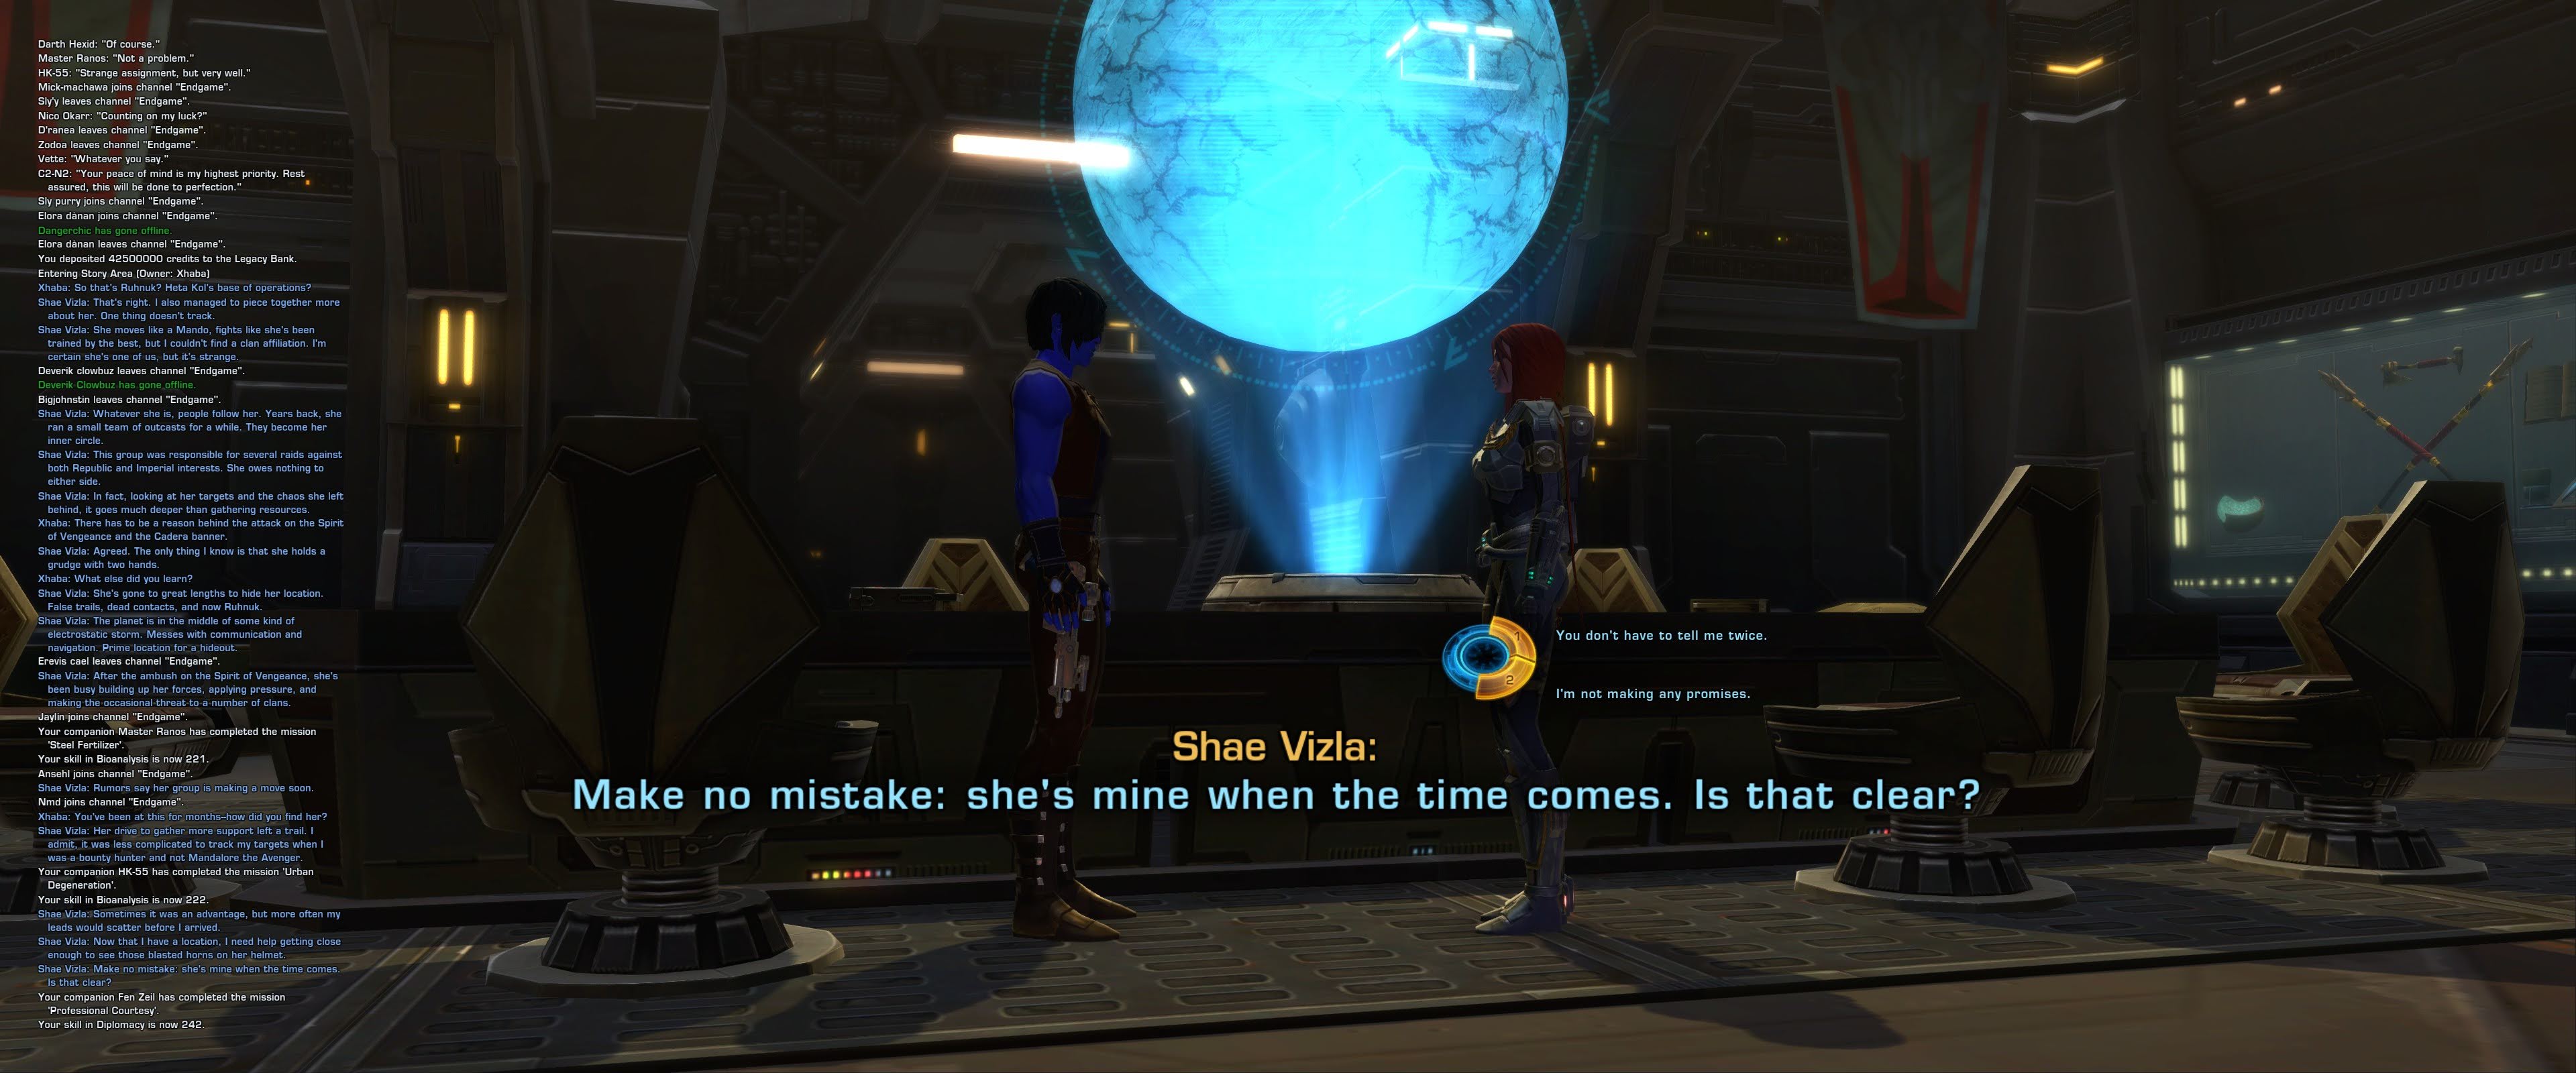 Darth Hexid: "Of course."
Master Ranos: "Not a problem."
HK-55: "Strange assignment, but very well."
Mick-machawa joins channel "Endgame".
Sly'y leaves channel "Endgame".
Nico Okarr: "Counting on my luck?"
D'ranea leaves channel "Endgame".
Zodoa leaves channel "Endgame".
Vette: "Whatever you say."
C2-N2: "Your peace of mind is my highest priority. Rest
assured, this will be done to perfection."
Sly purry joins channel "Endgame".
Elora dànan joins channel "Endgame".
Dangerchic has gone offline.
Elora dànan leaves channel "Endgame".
You deposited 42500000 credits to the Legacy Bank.
Entering Story Area (Owner: Xhaba)
Xhaba: So that's Ruhnuk? Heta Kol's base of operations?
Shae Vizla: That's right. I also managed to piece together more
about her. One thing doesn't track.
Shae Vizla: She moves like a Mando, fights like she's been
trained by the best, but I couldn't find a clan affiliation. I'm
certain she's one of us, but it's strange.
Deverik clowbuz leaves channel "Endgame".
Deverik Clowbuz has gone offline.
Bigjohnstin leaves channel "Endgame".
Shae Vizla: Whatever she is, people follow her. Years back, she
ran a small team of outcasts for a while. They become her
inner circle.
Shae Vizla: This group was responsible for several raids against
both Republic and Imperial interests. She owes nothing to
either side.
Shae Vizla: In fact, looking at her targets and the chaos she left
behind, it goes much deeper than gathering resources.
Xhaba: There has to be a reason behind the attack on the Spirit
of Vengeance and the Cadera banner.
Shae Vizla: Agreed. The only thing I know is that she holds a
grudge with two hands.
Xhaba: What else did you learn?
Shae Vizla: She's gone to great lengths to hide her location.
False trails, dead contacts, and now Ruhnuk.
Shae Vizla: The planet is in the middle of some kind of
electrostatic storm. Messes with communication and
navigation. Prime location for a hideout.
Erevis cael leaves channel "Endgame".
Shae Vizla: After the ambush on the Spirit of Vengeance, she's
been busy building up her forces, applying pressure, and
making the occasional threat to a number of clans.
Jaylin joins channel "Endgame".
Your companion Master Ranos has completed the mission
'Steel Fertilizer'.
Your skill in Bioanalysis is now 221.
Ansehl joins channel "Endgame".
Shae Vizla: Rumors say her group is making a move soon.
Nmd joins channel "Endgame".
Xhaba: You've been at this for months—how did you find her?
Shae Vizla: Her drive to gather more support left a trail. I
admit, it was less complicated to track my targets when I
was a bounty hunter and not Mandalore the Avenger.
Your companion HK-55 has completed the mission 'Urban
Degeneration'.
Your skill in Bioanalysis is now 222.
Shae Vizla: Sometimes it was an advantage, but more often my
leads would scatter before I arrived.
Shae Vizla: Now that I have a location, I need help getting close
enough to see those blasted horns on her helmet.
Shae Vizla: Make no mistake: she's mine when the time comes.
Is that clear?
Your companion Fen Zeil has completed the mission
'Professional Courtesy'.
Your skill in Diplomacy is now 242.
1
You don't have to tell me twice.
2
I'm not making any promises.
Shae Vizla:
Make no mistake: she's mine when the time comes. Is that clear?